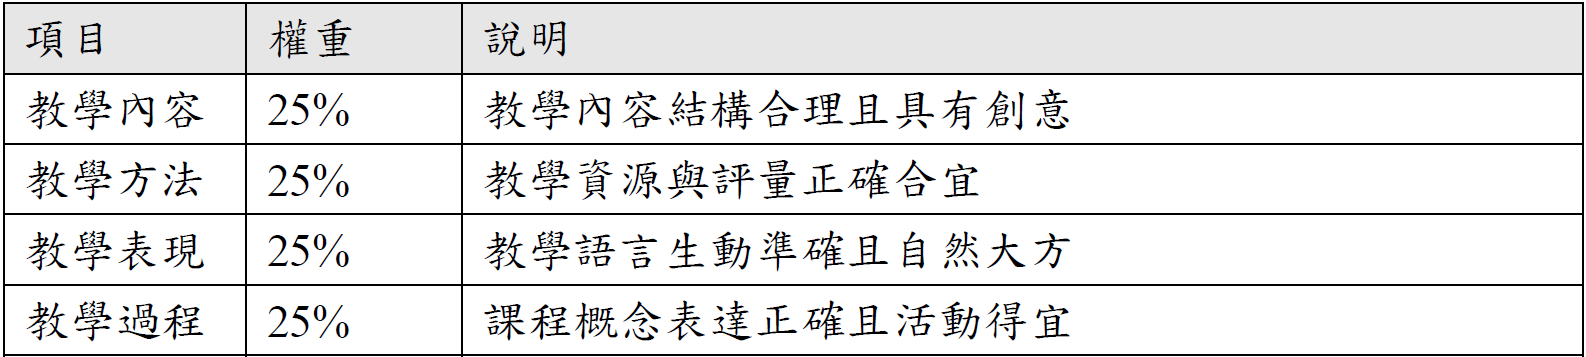 項目 權重 說明
教學內容 25% 教學內容結構合理且具有創意
教學方法 25% 教學資源與評量正確合宜
教學表現 25% 教學語言生動準確且自然大方
教學過程 25% 課程概念表達正確且活動得宜